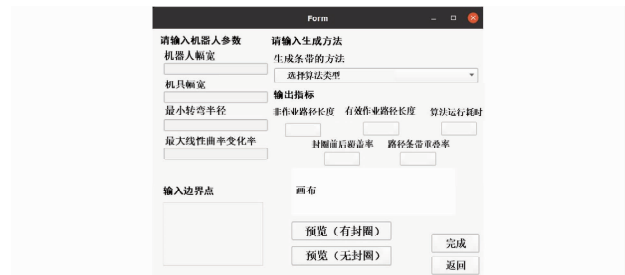 Form
请输入机器人参数
机器人幅宽
机具幅宽
最小转弯半径
最大线性曲率变化率
输入边界点
请输入生成方法
生成条带的方法
选择算法类型
输出指标
非作业路径长度 有效作业路径长度 算法运行耗时
封圈前后覆盖率 路径条带重叠率
画布
预览（有封圈）
预览（无封圈）
完成
返回